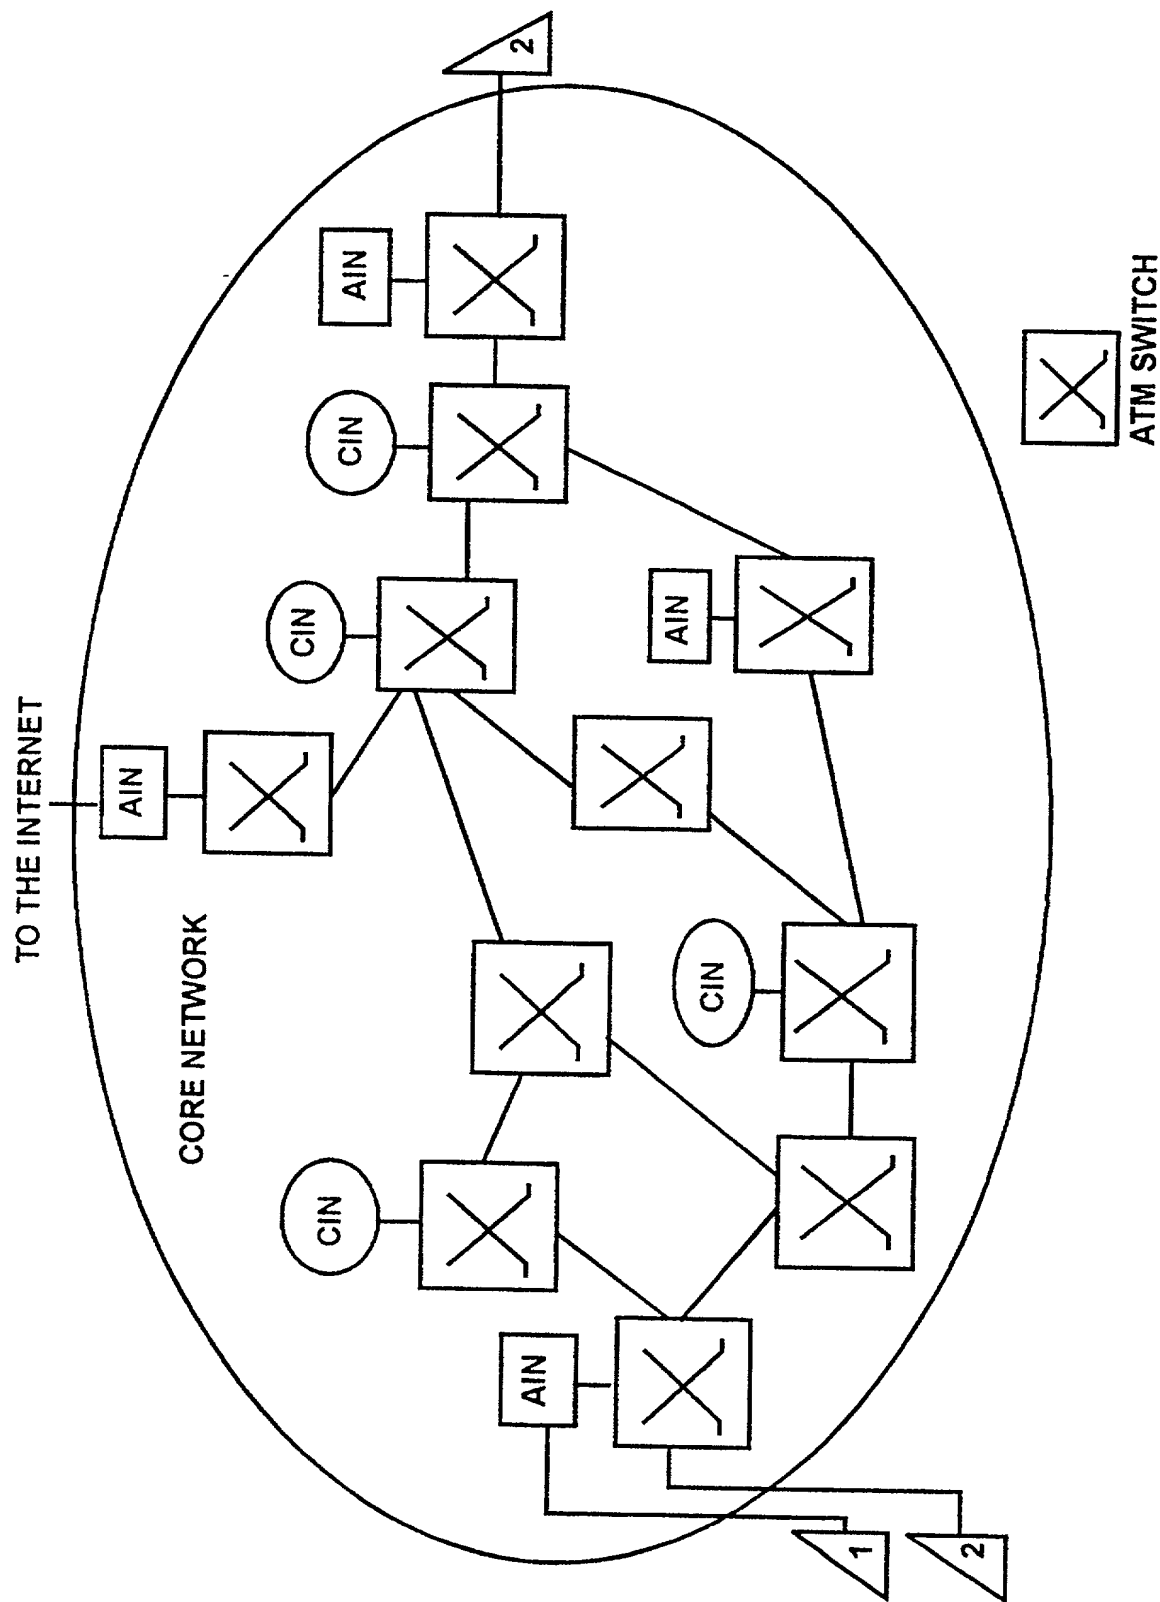 TO THE INTERNET
AIN
CORE NETWORK
CIN
CIN
CIN
AIN
2
AIN
AIN
CIN
1
2
ATM SWITCH